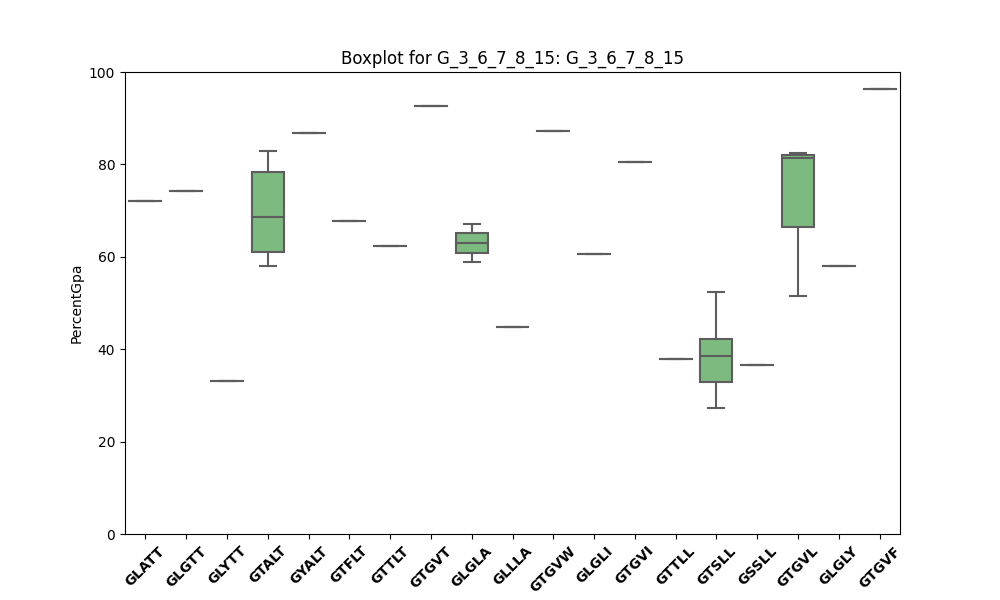 Boxplot for G_3_6_7_8_15: G_3_6_7_8_15
100
80
60
40
20
0
PercentGpa
GLATT
GLGTT
GLYTT
GTALT
GYALT
GTFLT
GTTLT
GTGVT
GLGLA
GLLLA
GTGVW
GLGLI
GTGVI
GTTLL
GTSLL
GSSLL
GTGVL
GLGLY
GTGVF